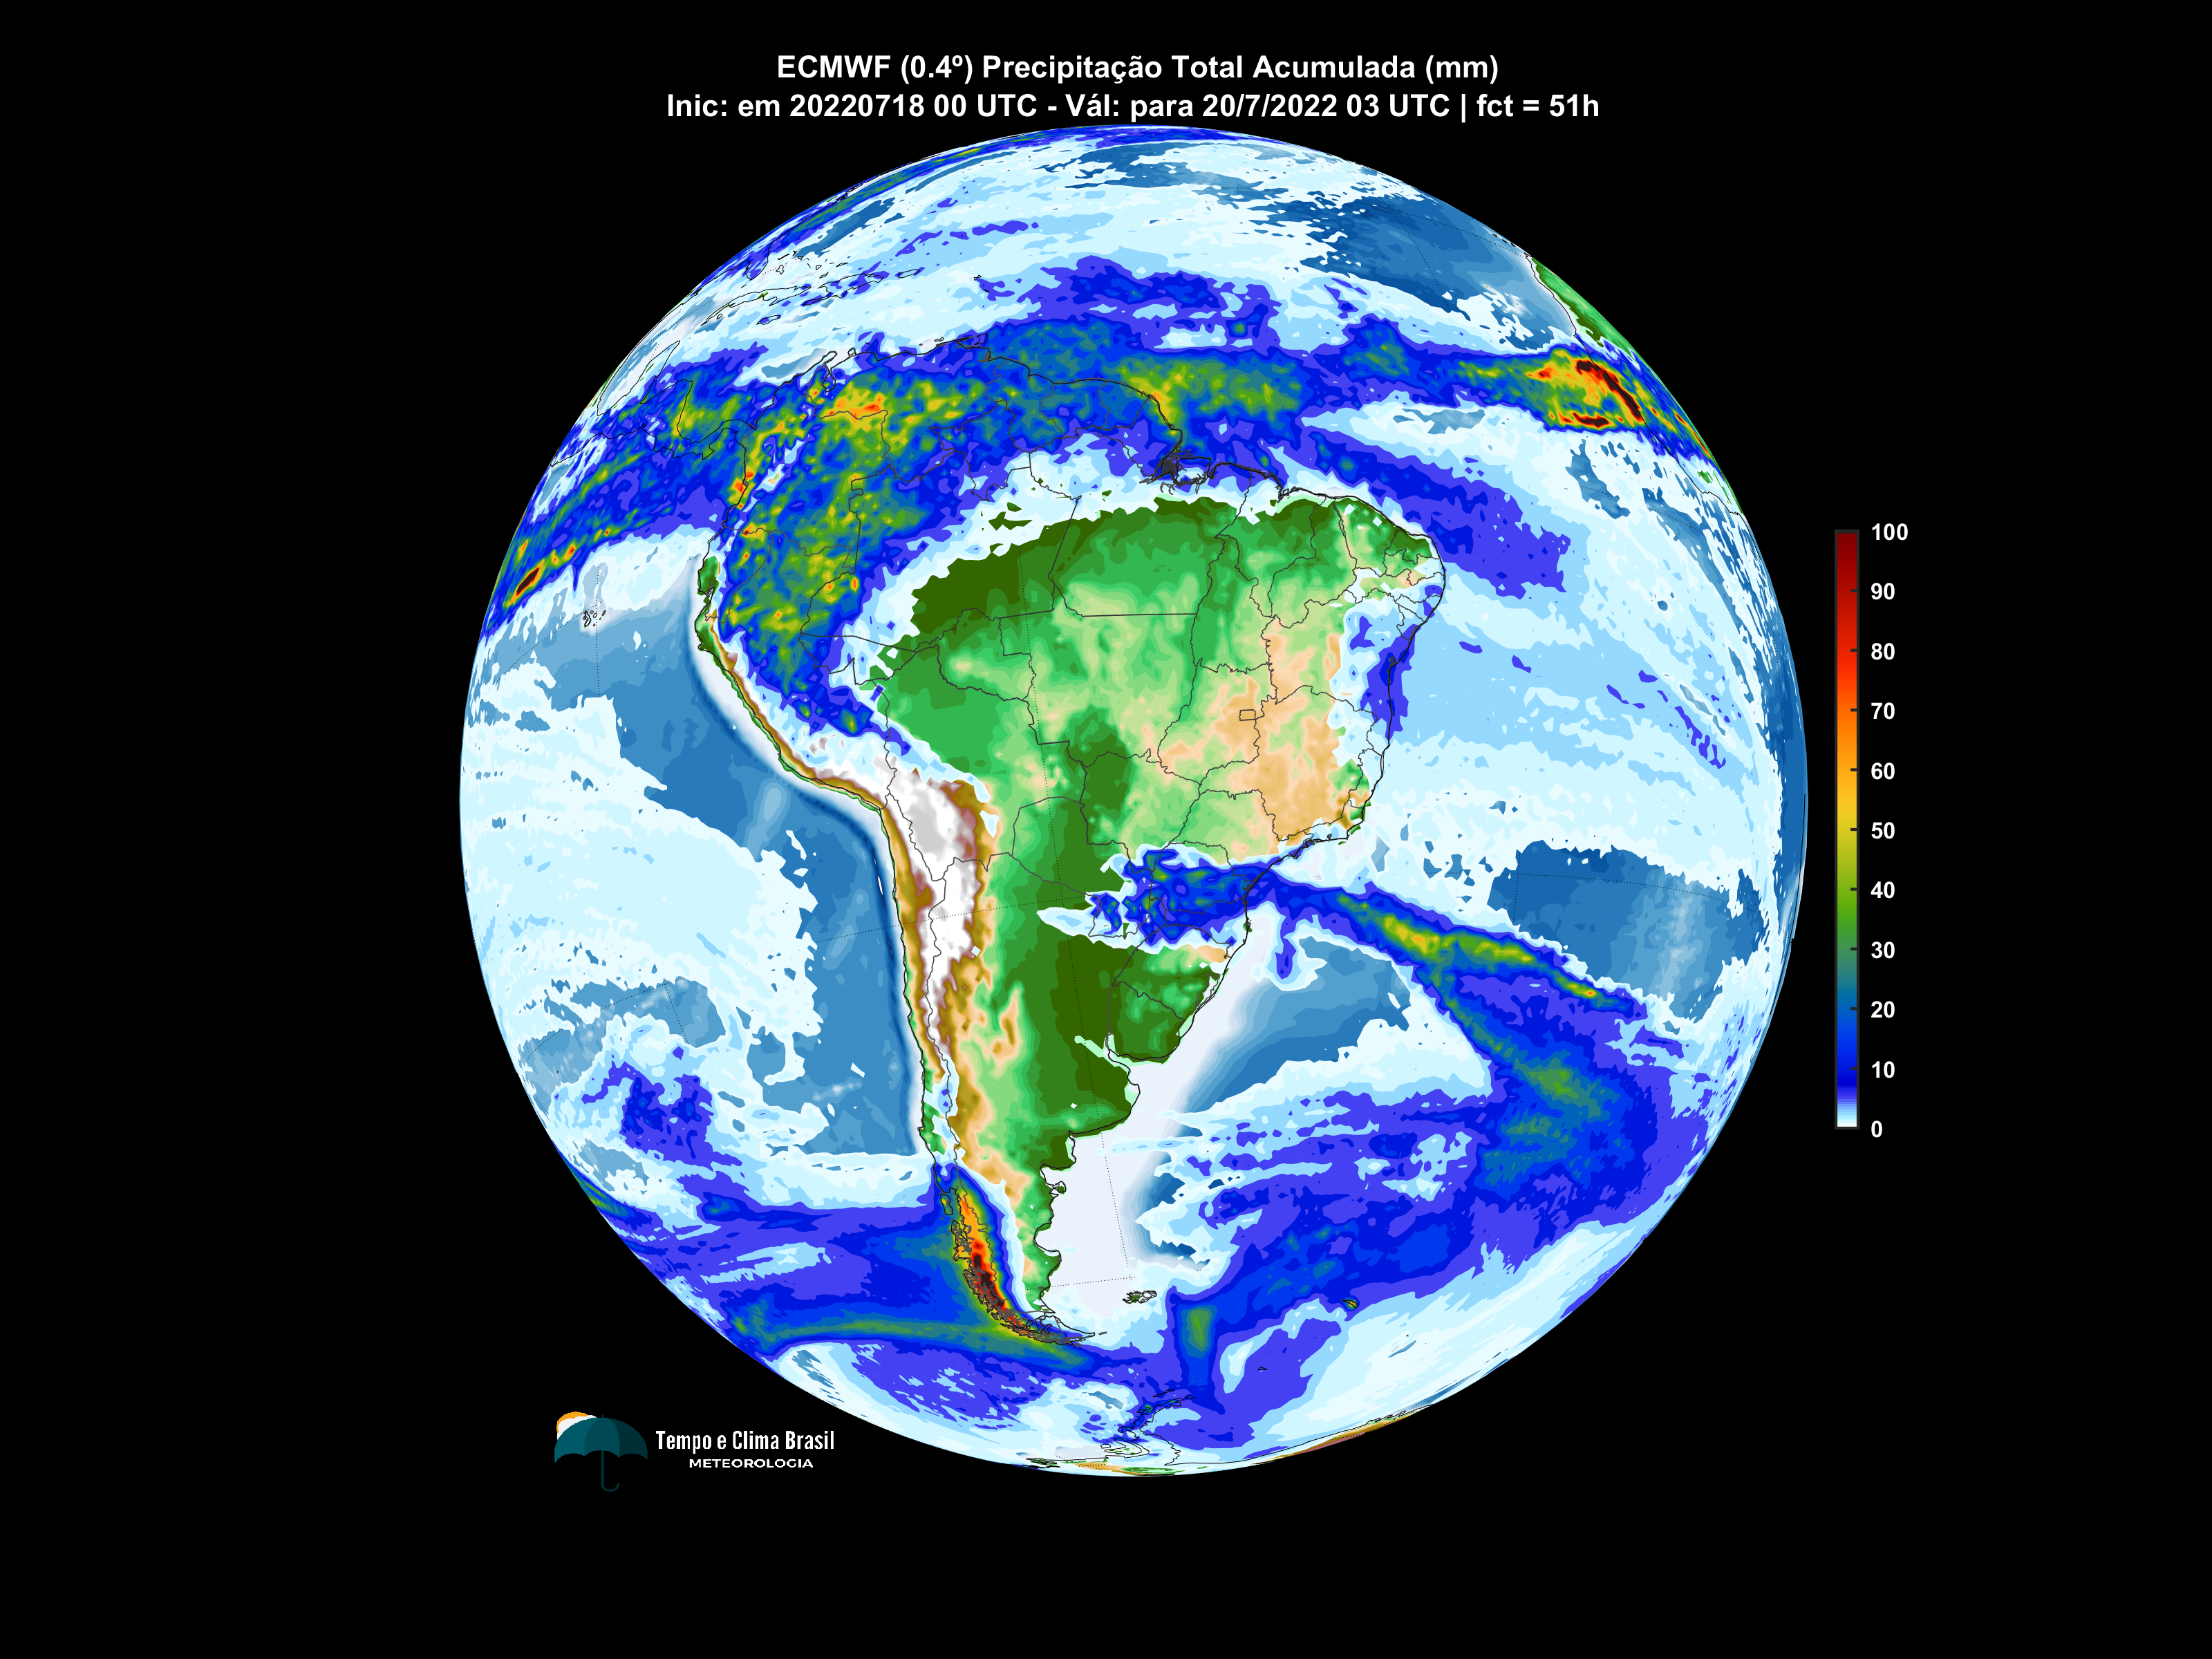 ECMWF (0.4º) Precipitação Total Acumulada (mm)
Inic: em 20220718 00 UTC - Vál: para 20/7/2022 03 UTC | fct = 51h
100
90
80
70
60
50
40
30
20
10
0
Tempo e Clima Brasil
METEOROLOGIA